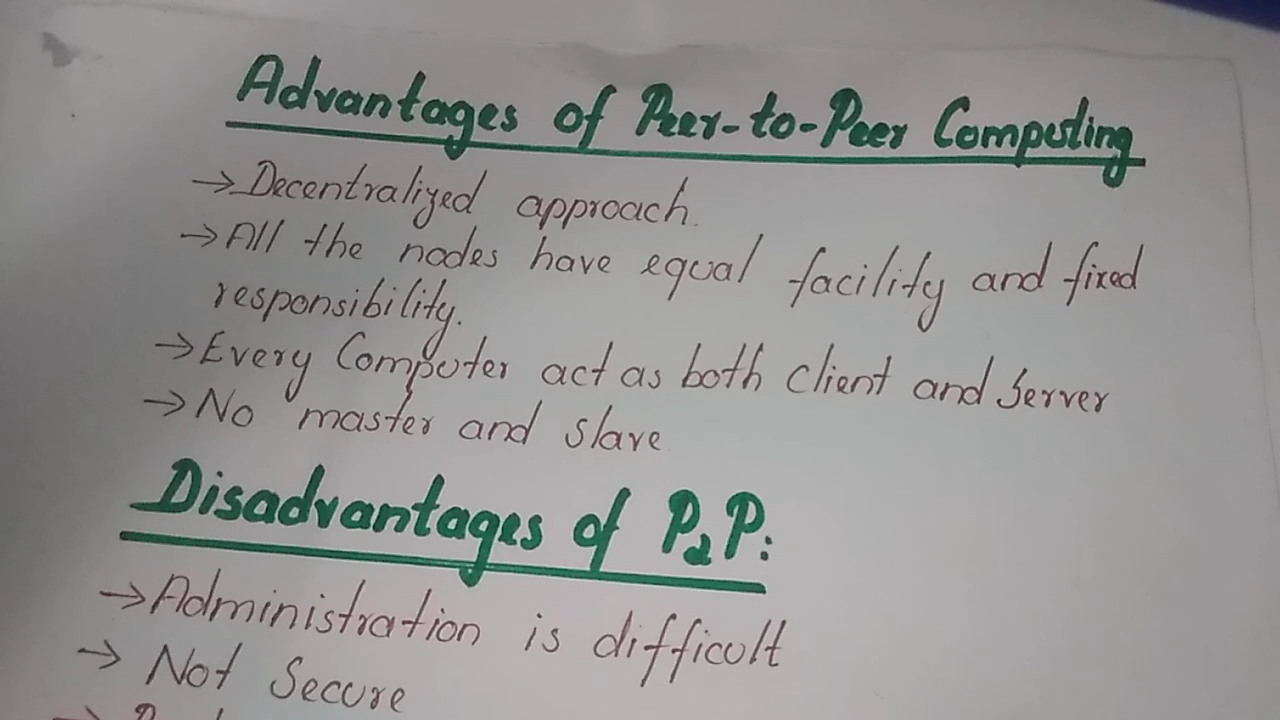 Advantages of Peer-to-Peer Computing
→Decentralized approach.
→All the nodes have equal facility and fixed
responsibility.
→Every Computer act as both client and Server
→No master and slave
Disadvantages of P2P:
→Administration is difficult
→ Not Secure
→